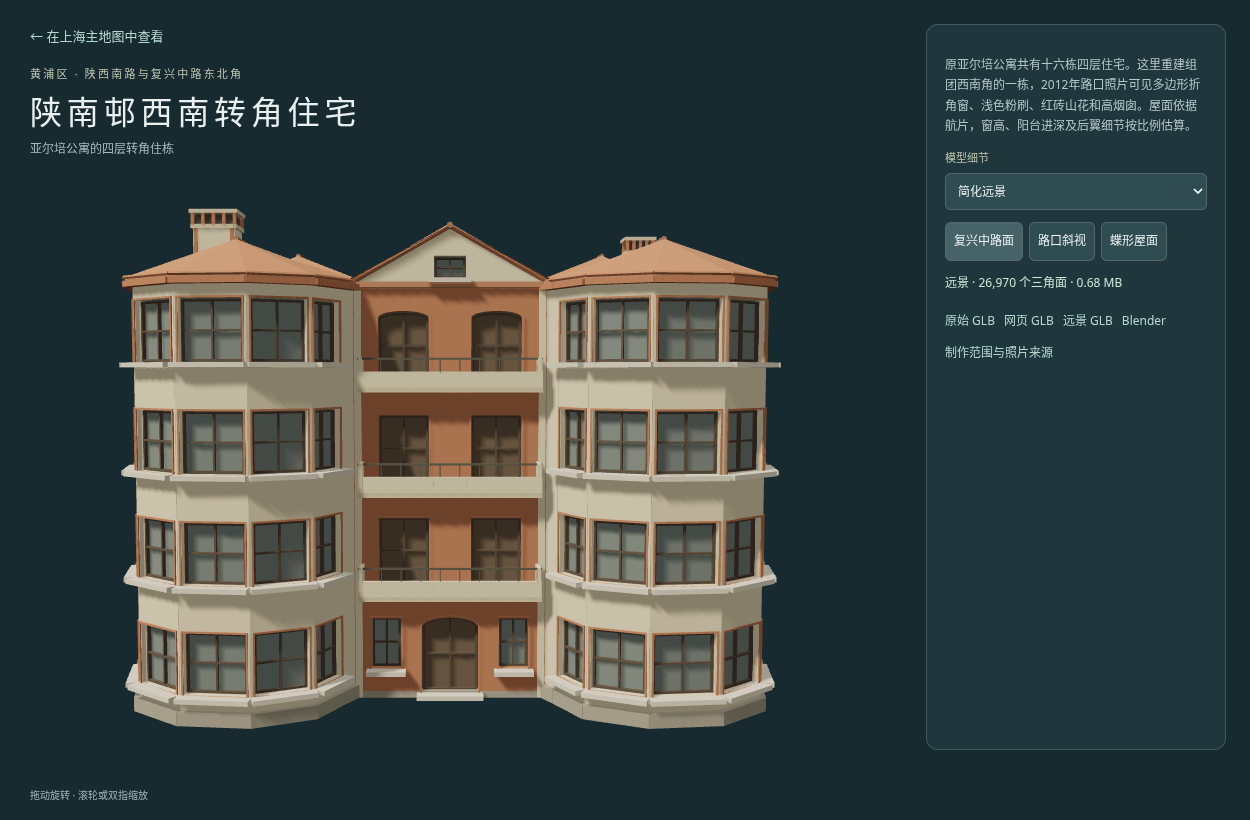 ← 在上海主地图中查看
黄浦区 · 陕西南路与复兴中路东北角
陕南邨西南转角住宅
亚尔培公寓的四层转角住栋
原亚尔培公寓共有十六栋四层住宅。这里重建组
团西南角的一栋，2012年路口照片可见多边形折
角窗、浅色粉刷、红砖山花和高烟囱。屋面依据
航片，窗高、阳台进深及后翼细节按比例估算。
模型细节
简化远景
复兴中路面 路口斜视 蝶形屋面
远景 · 26,970 个三角面 · 0.68 MB
原始 GLB 网页 GLB 远景 GLB Blender
制作范围与照片来源
拖动旋转 · 滚轮或双指缩放